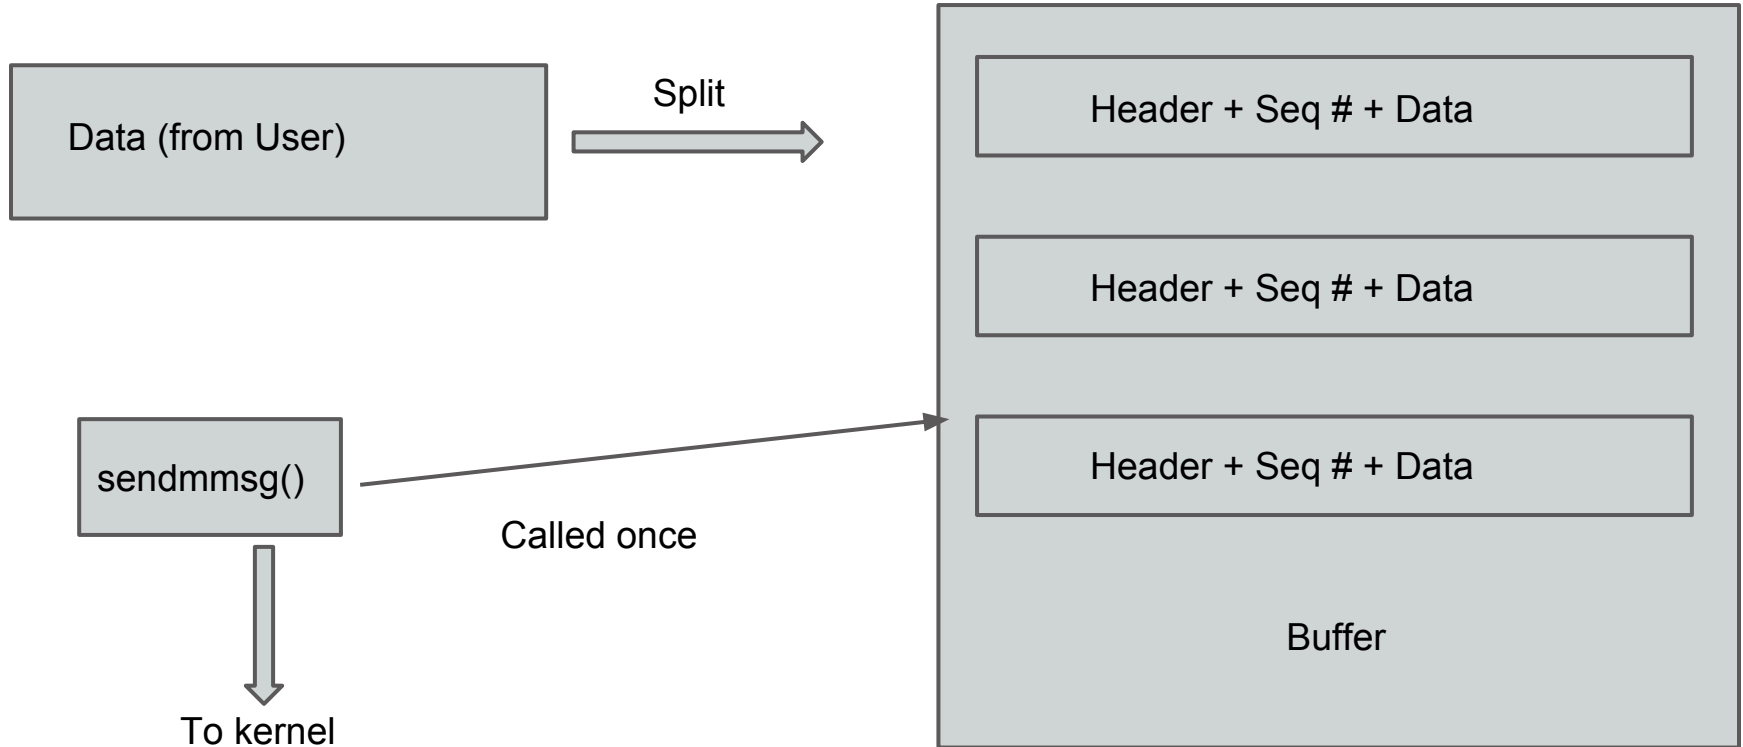 Data (from User)
Split
Header + Seq # + Data
Header + Seq # + Data
Header + Seq # + Data
Buffer
sendmmsg()
Called once
To kernel